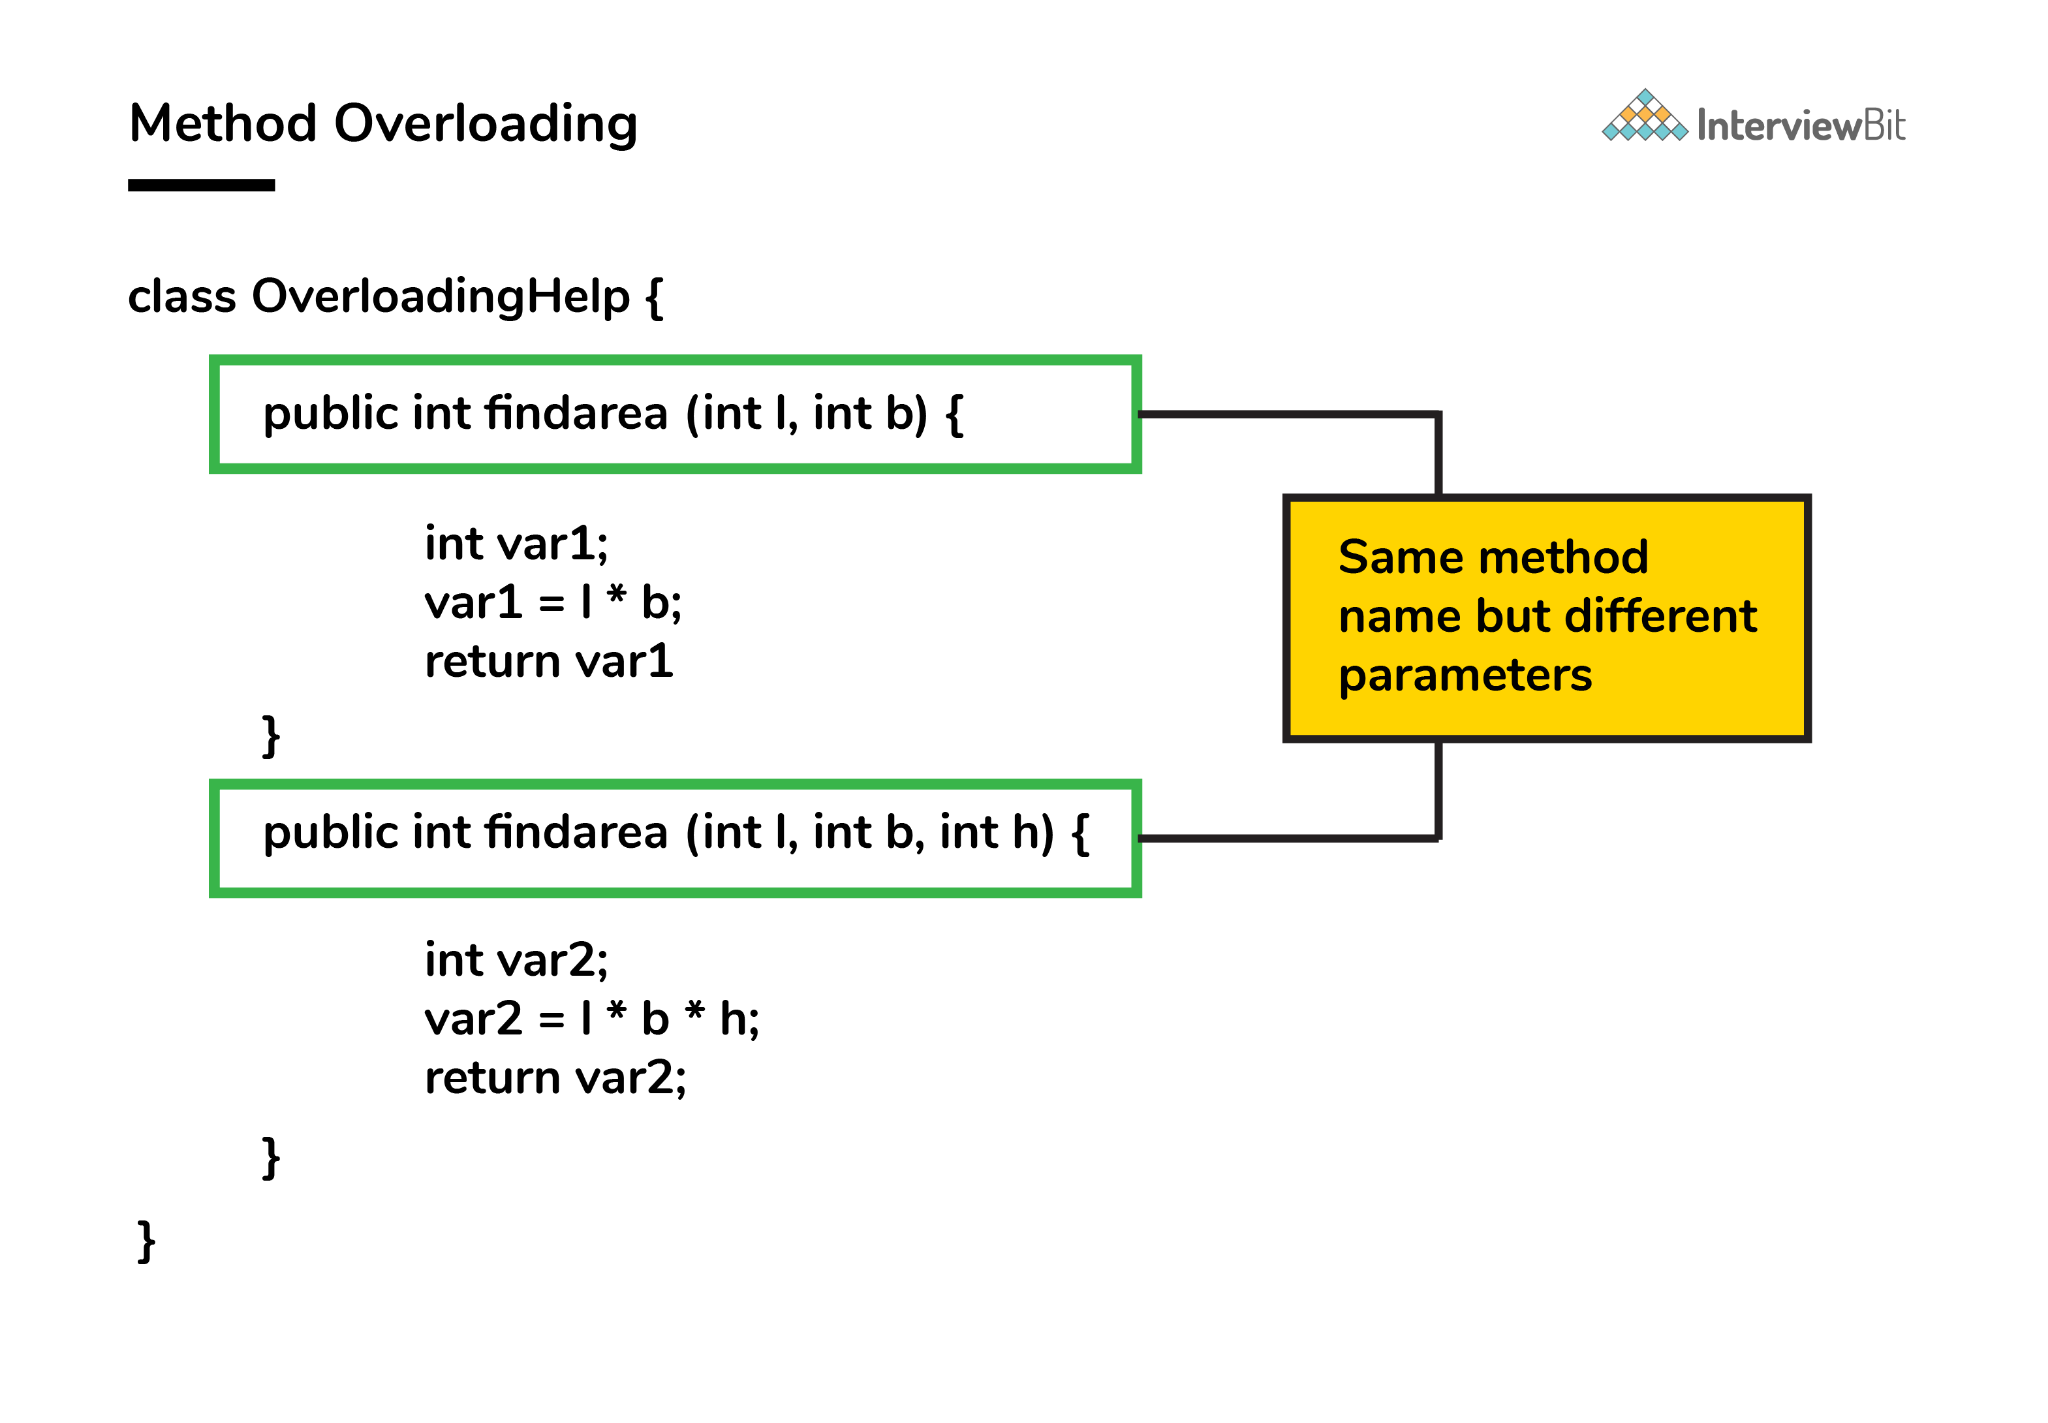 Method Overloading
InterviewBit
class OverloadingHelp {
public int findarea (int l, int b) {
int var1;
var1 = l * b;
return var1
}
Same method
name but different
parameters
public int findarea (int l, int b, int h) {
int var2;
var2 = l * b * h;
return var2;
}
}